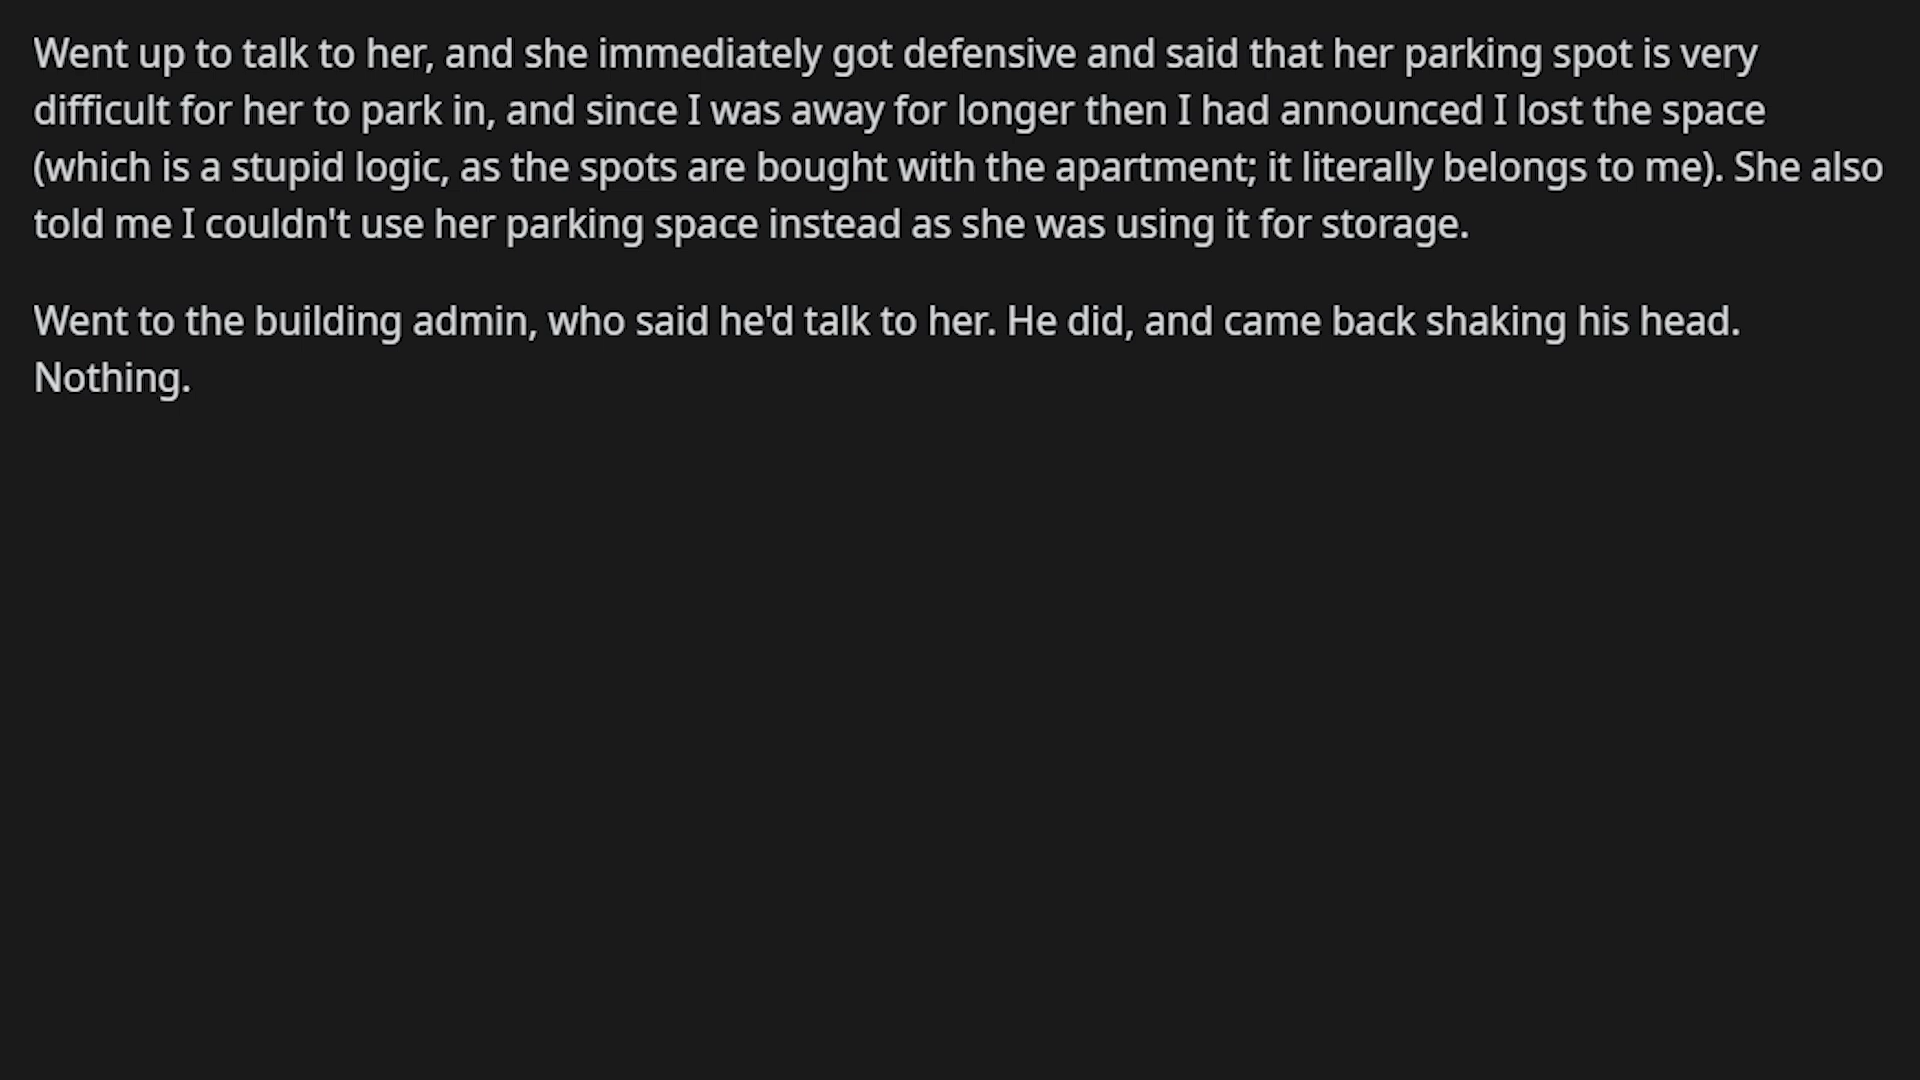 Went up to talk to her, and she immediately got defensive and said that her parking spot is very
difficult for her to park in, and since I was away for longer then I had announced I lost the space
(which is a stupid logic, as the spots are bought with the apartment; it literally belongs to me). She also
told me I couldn't use her parking space instead as she was using it for storage.
Went to the building admin, who said he'd talk to her. He did, and came back shaking his head.
Nothing.